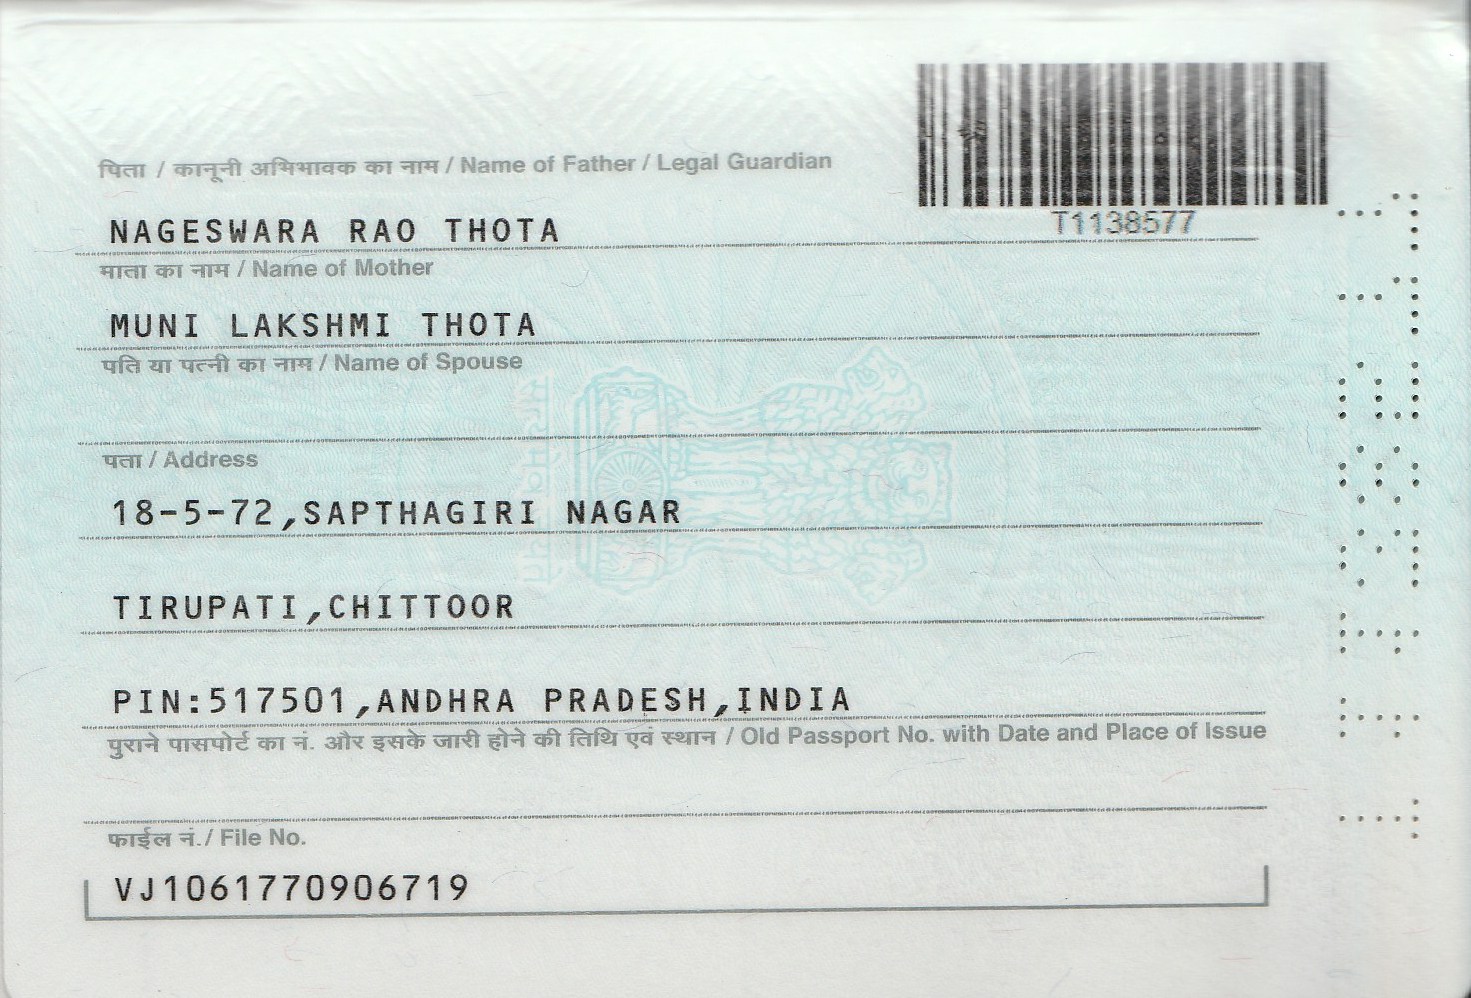 पिता / कानूनी अभिभावक का नाम / Name of Father / Legal Guardian
T1138577
NAGESWARA RAO THOTA
माता का नाम / Name of Mother
MUNI LAKSHMI THOTA
पति या पत्नी का नाम / Name of Spouse
पता / Address
18-5-72,SAPTHAGIRI NAGAR
TIRUPATI,CHITTOOR
PIN:517501,ANDHRA PRADESH,INDIA
पुराने पासपोर्ट का नं. और इसके जारी होने की तिथि एवं स्थान / Old Passport No. with Date and Place of Issue
फाईल नं./ File No.
VJ1061770906719
T1138577